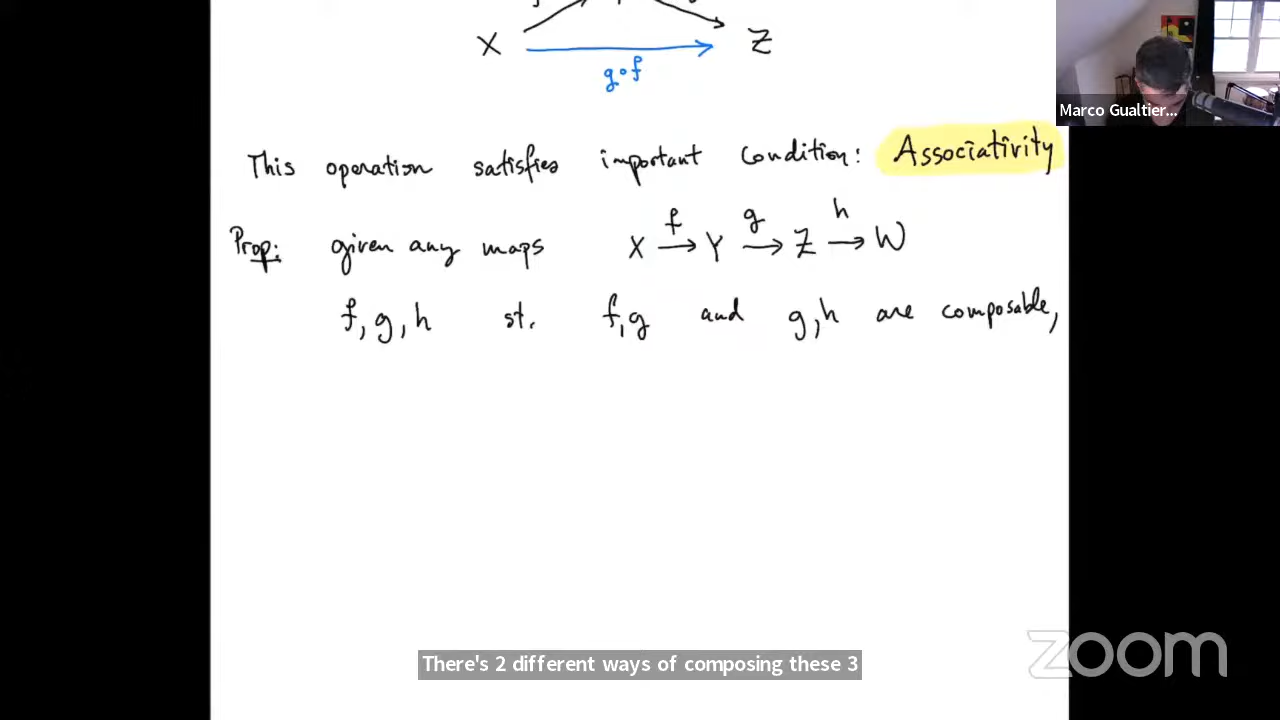 X Z
g∘f
Marco Gualtier...
This operation satisfies important condition: Associativity
Prop: given any maps X →f Y →g Z →h W
f, g, h st. f,g and g,h are composable,
There's 2 different ways of composing these 3
zoom